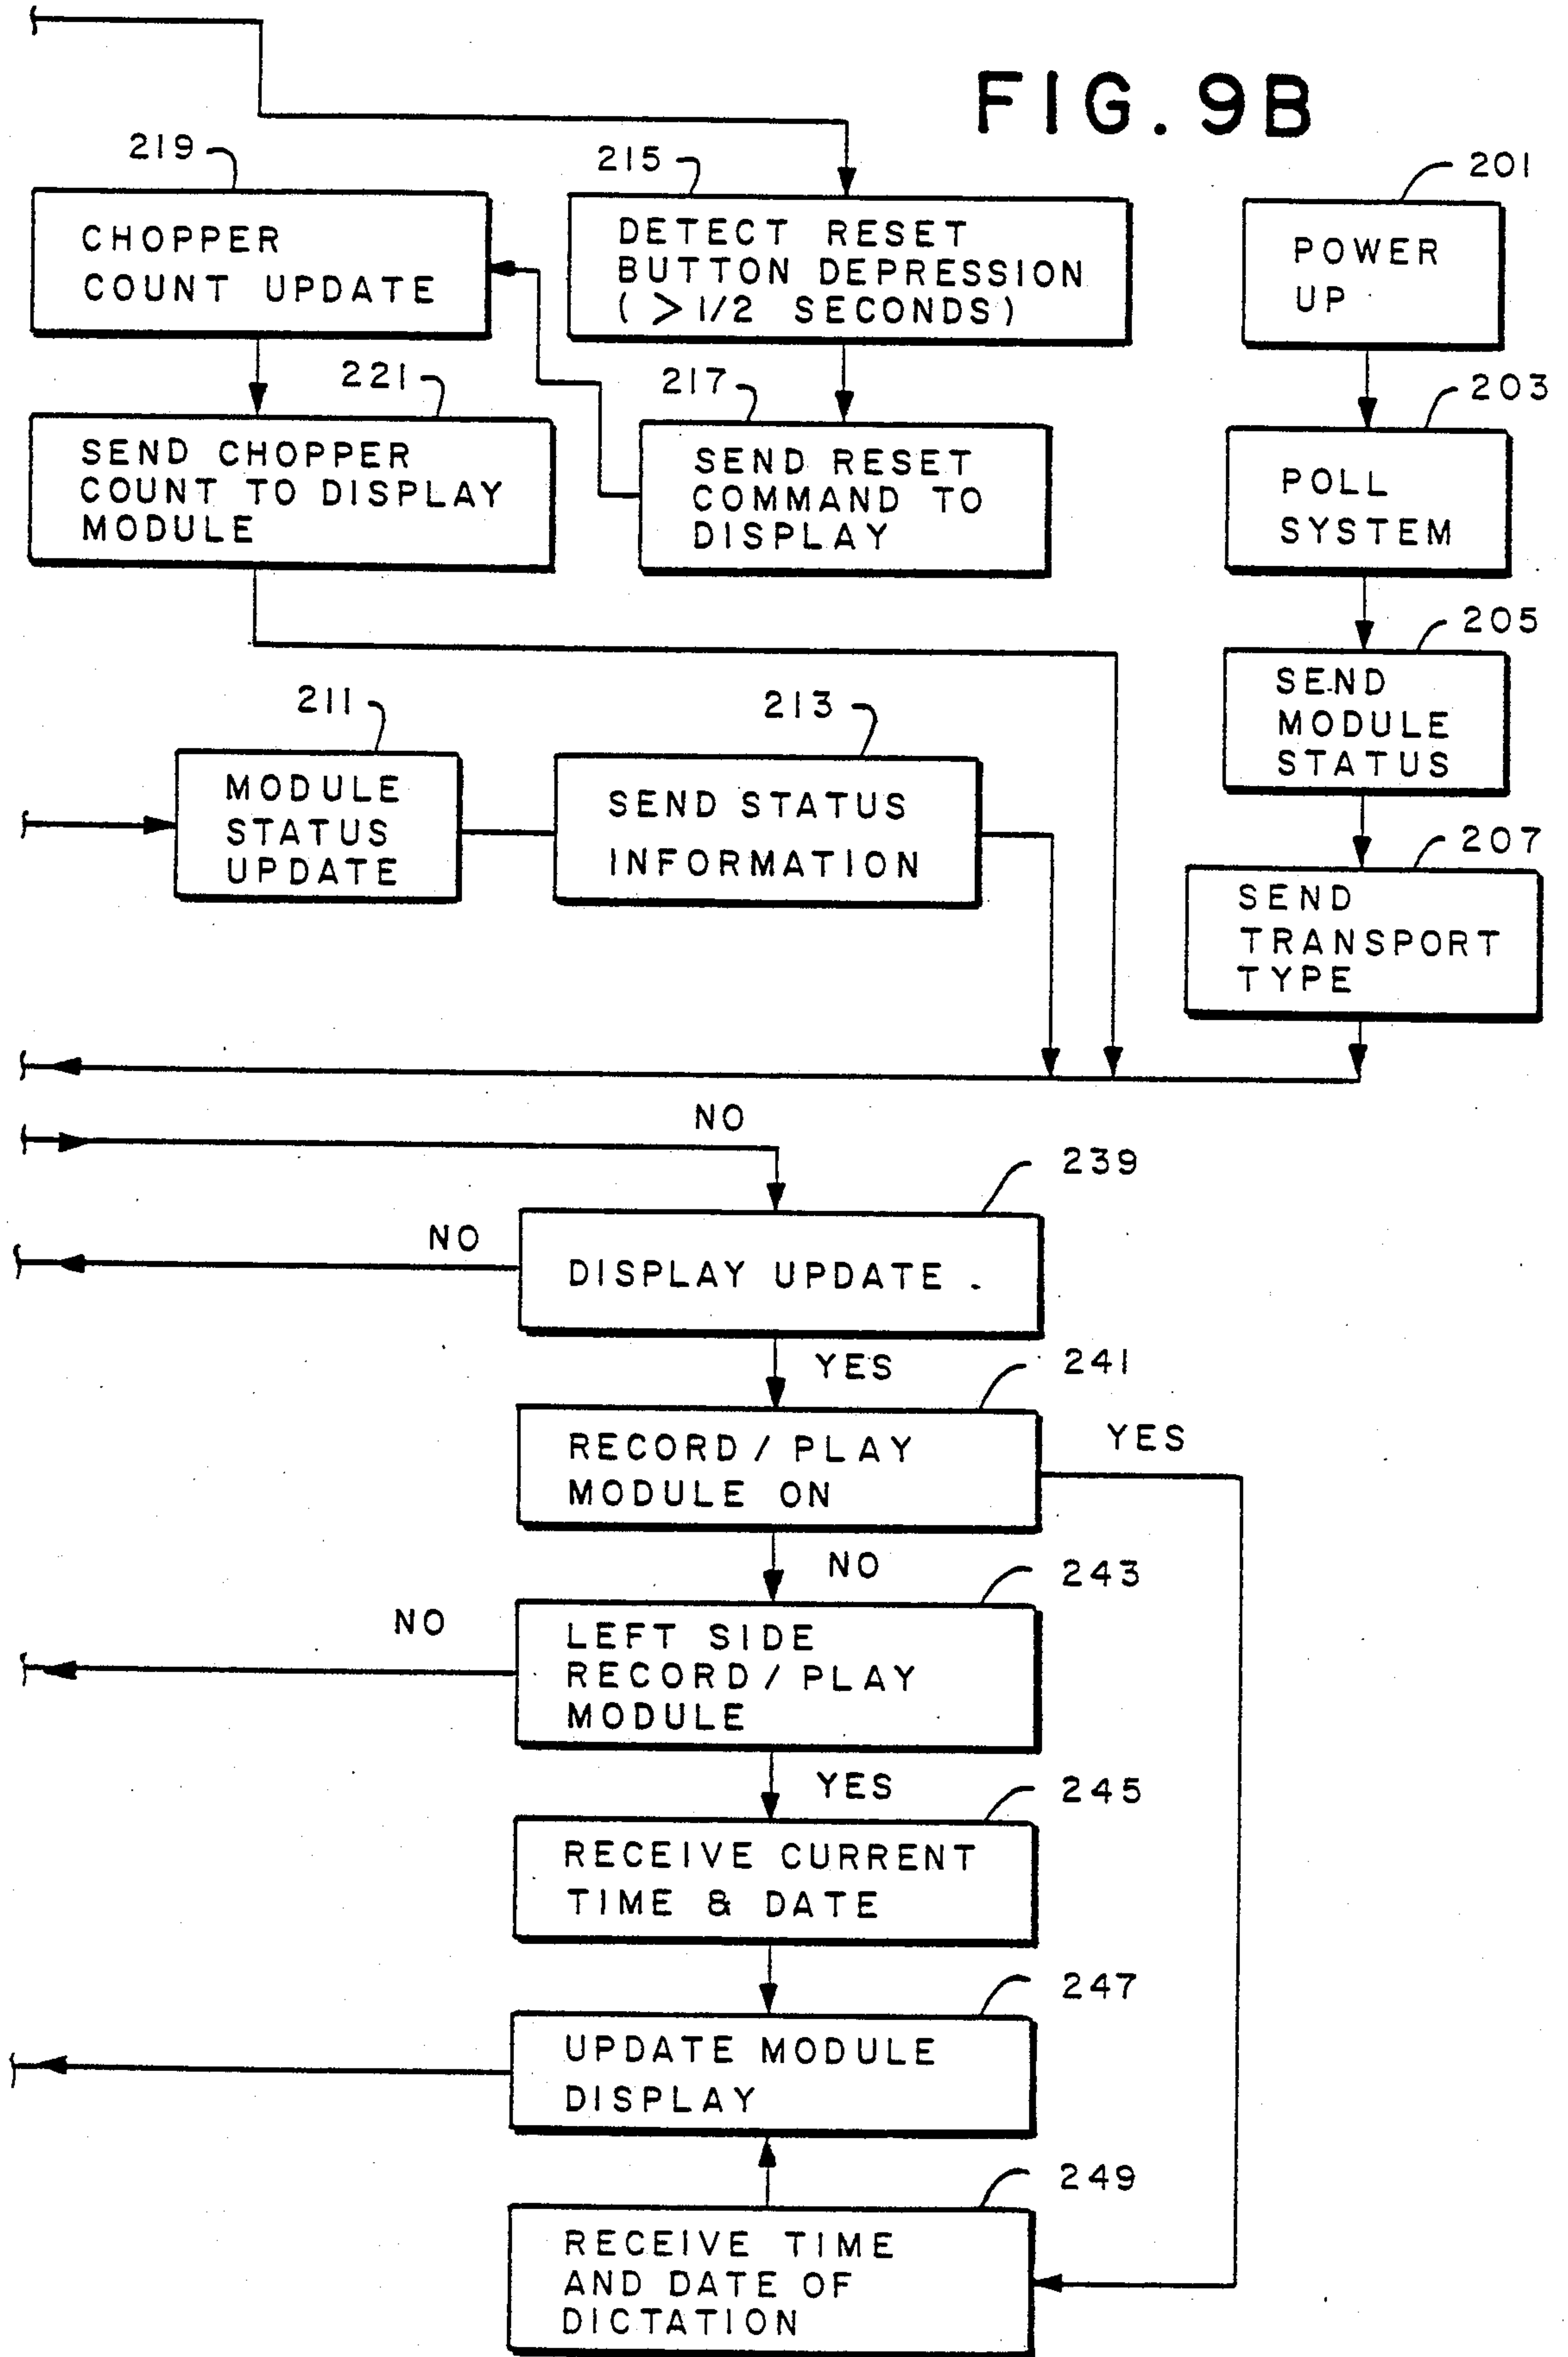 FIG. 9B
219
CHOPPER
COUNT UPDATE
215
DETECT RESET
BUTTON DEPRESSION
( > 1/2 SECONDS )
201
POWER
UP
221
SEND CHOPPER
COUNT TO DISPLAY
MODULE
217
SEND RESET
COMMAND TO
DISPLAY
203
POLL
SYSTEM
205
SEND
MODULE
STATUS
211
MODULE
STATUS
UPDATE
213
SEND STATUS
INFORMATION
207
SEND
TRANSPORT
TYPE
NO
239
NO
DISPLAY UPDATE
YES
241
RECORD / PLAY
MODULE ON
YES
NO
243
NO
LEFT SIDE
RECORD / PLAY
MODULE
YES
245
RECEIVE CURRENT
TIME & DATE
247
UPDATE MODULE
DISPLAY
249
RECEIVE TIME
AND DATE OF
DICTATION